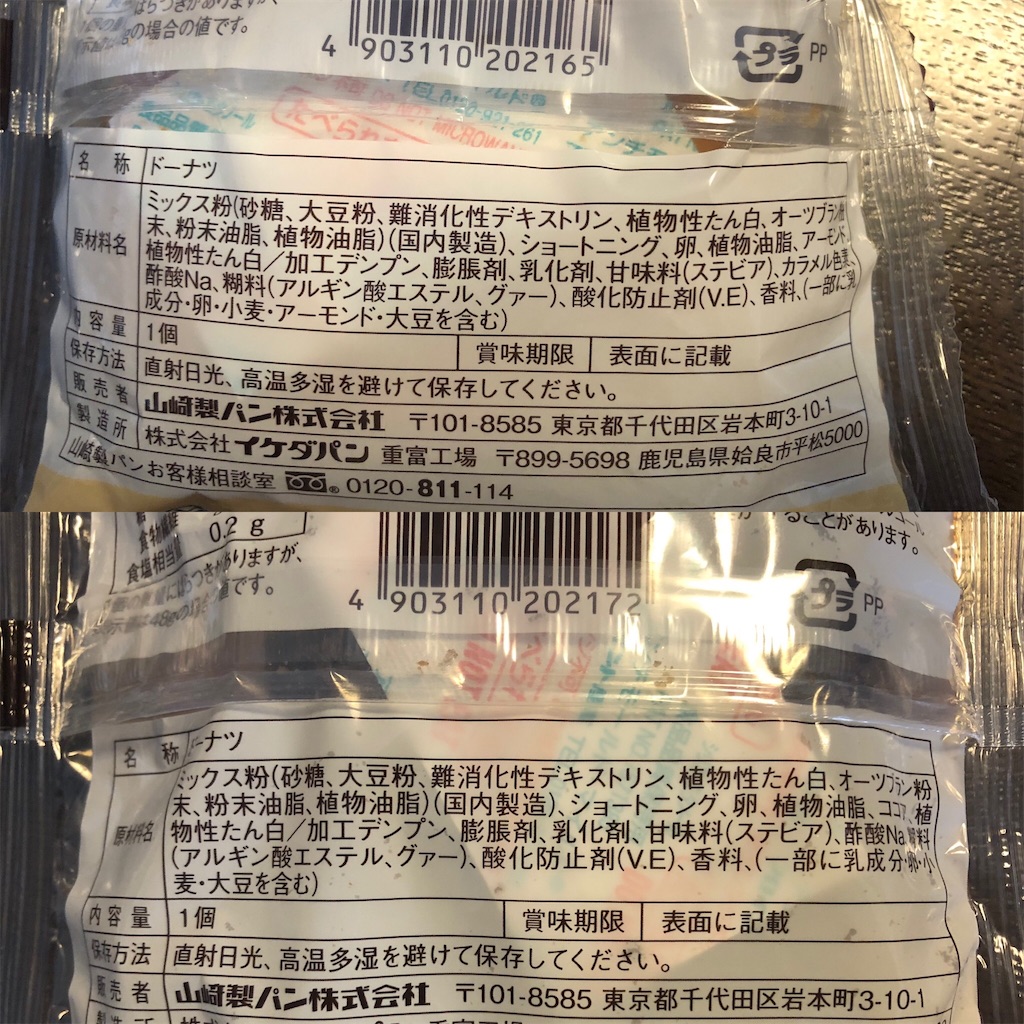 ばらつきがありますが、
の場合の値です。
4 903110 202165
プラ PP
MICROWAV
名称 ドーナツ
原材料名 ミックス粉(砂糖、大豆粉、難消化性デキストリン、植物性たん白、オーツブラン粉
末、粉末油脂、植物油脂)(国内製造)、ショートニング、卵、植物油脂、アーモンド、
植物性たん白/加工デンプン、膨脹剤、乳化剤、甘味料(ステビア)、カラメル色素、
酢酸Na、糊料(アルギン酸エステル、グァー)、酸化防止剤(V.E)、香料、(一部に乳
成分・卵・小麦・アーモンド・大豆を含む)
内容量 1個 賞味期限 表面に記載
保存方法 直射日光、高温多湿を避けて保存してください。
販売者 山崎製パン株式会社 〒101-8585 東京都千代田区岩本町3-10-1
製造所 株式会社イケダパン 重富工場 〒899-5698 鹿児島県姶良市平松5000
山崎製パンお客様相談室 0120-811-114
食物繊維
食塩相当量 0.2g
ることがあります。
ありますが、
値です。
4 903110 202172
プラ PP
名称 ドーナツ
原材料名 ミックス粉(砂糖、大豆粉、難消化性デキストリン、植物性たん白、オーツブラン粉
末、粉末油脂、植物油脂)(国内製造)、ショートニング、卵、植物油脂、ココア、植
物性たん白/加工デンプン、膨脹剤、乳化剤、甘味料(ステビア)、酢酸Na、糊料
(アルギン酸エステル、グァー)、酸化防止剤(V.E)、香料、(一部に乳成分・卵・小
麦・大豆を含む)
内容量 1個 賞味期限 表面に記載
保存方法 直射日光、高温多湿を避けて保存してください。
販売者 山崎製パン株式会社 〒101-8585 東京都千代田区岩本町3-10-1